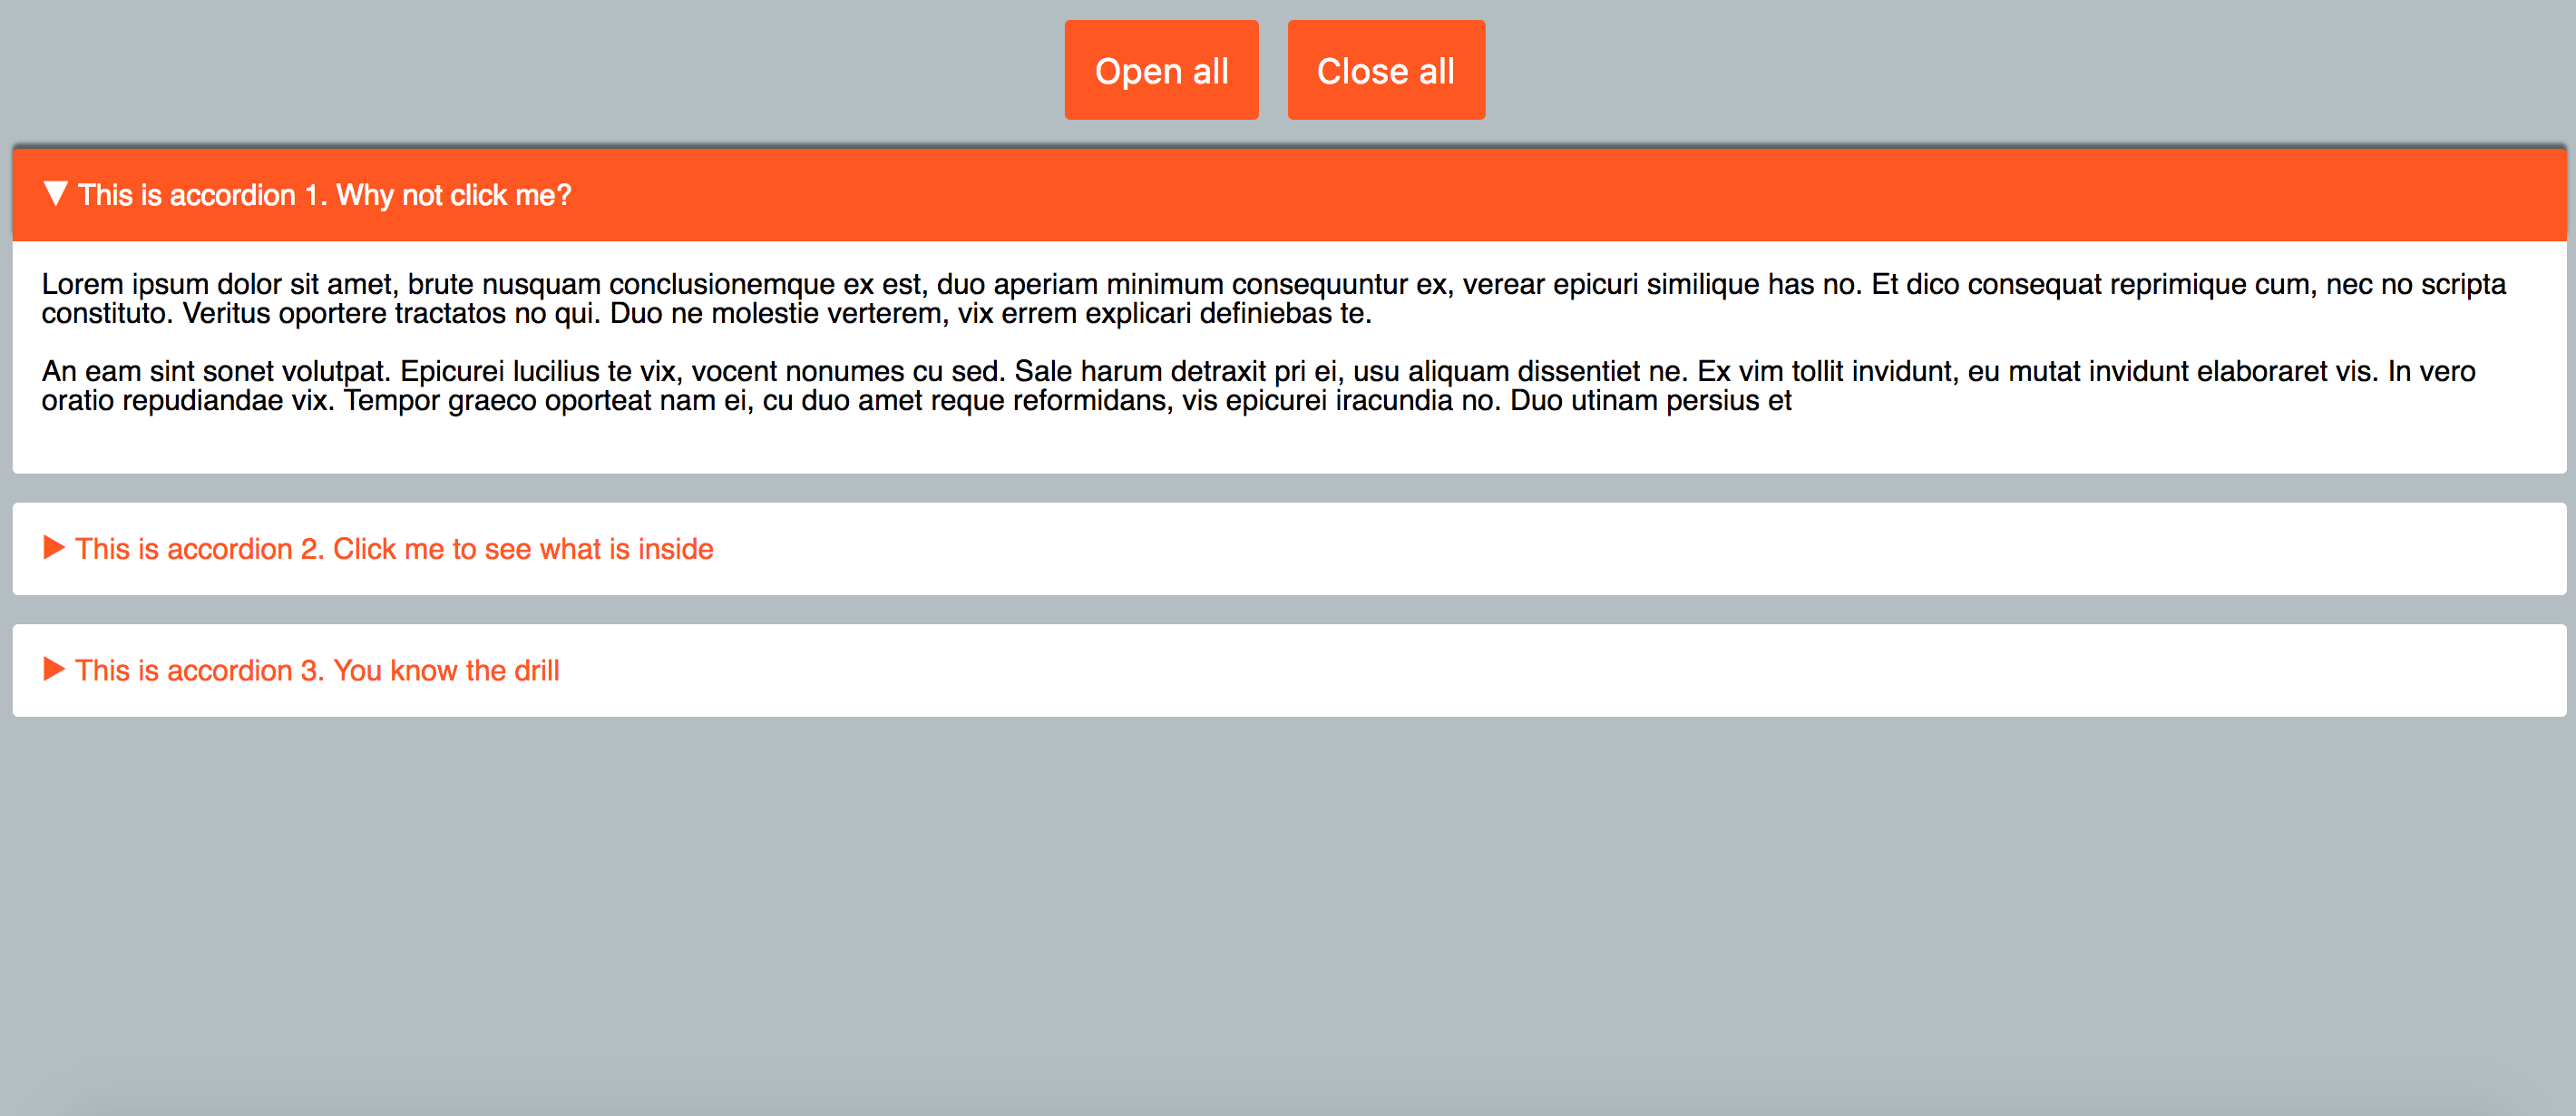 Open all Close all
▼ This is accordion 1. Why not click me?
Lorem ipsum dolor sit amet, brute nusquam conclusionemque ex est, duo aperiam minimum consequuntur ex, verear epicuri similique has no. Et dico consequat reprimique cum, nec no scripta
constituto. Veritus oportere tractatos no qui. Duo ne molestie verterem, vix errem explicari definiebas te.
An eam sint sonet volutpat. Epicurei lucilius te vix, vocent nonumes cu sed. Sale harum detraxit pri ei, usu aliquam dissentiet ne. Ex vim tollit invidunt, eu mutat invidunt elaboraret vis. In vero
oratio repudiandae vix. Tempor graeco oporteat nam ei, cu duo amet reque reformidans, vis epicurei iracundia no. Duo utinam persius et
▶ This is accordion 2. Click me to see what is inside
▶ This is accordion 3. You know the drill